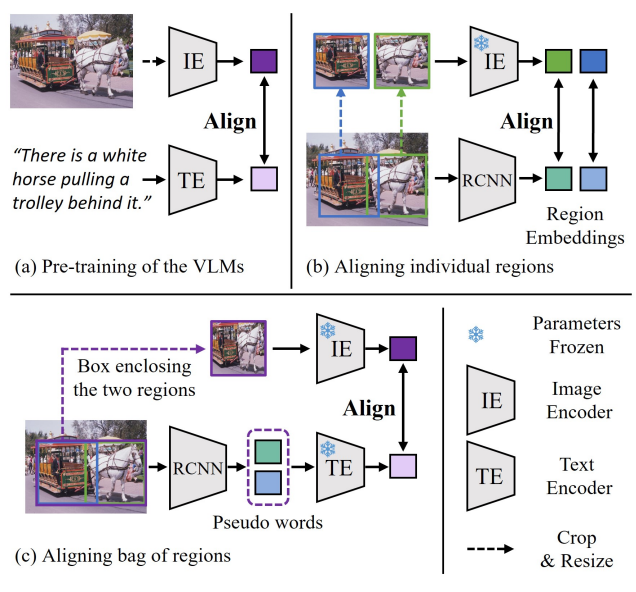 IE
Align
“There is a white
horse pulling a
trolley behind it.”
TE
(a) Pre-training of the VLMs
IE
Align
RCNN
Region
Embeddings
(b) Aligning individual regions
Box enclosing
the two regions
IE
Align
RCNN
TE
Pseudo words
(c) Aligning bag of regions
Parameters
Frozen
IE
Image
Encoder
TE
Text
Encoder
Crop
& Resize